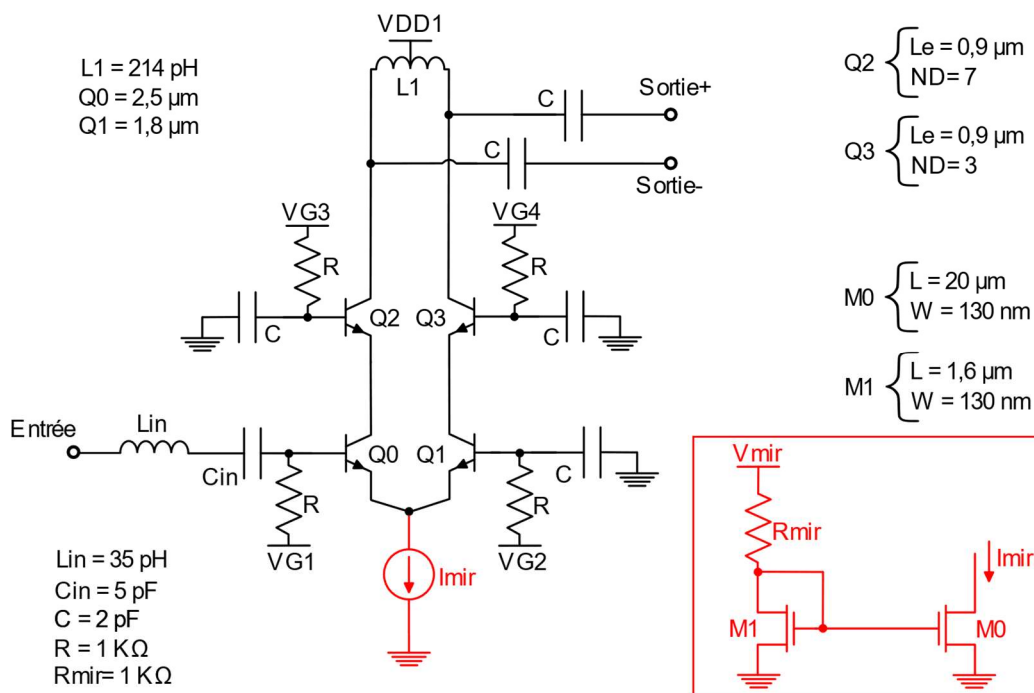 VDD1
L1
L1 = 214 pH
Q0 = 2,5 µm
Q1 = 1,8 µm
C
Sortie+
C
Sortie-
Q2 { Le = 0,9 µm
ND= 7
Q3 { Le = 0,9 µm
ND= 3
VG3
R
VG4
R
C
Q2
Q3
C
M0 { L = 20 µm
W = 130 nm
M1 { L = 1,6 µm
W = 130 nm
Entrée
Lin
Cin
Q0
Q1
C
R
R
VG1
VG2
Imir
Lin = 35 pH
Cin = 5 pF
C = 2 pF
R = 1 KΩ
Rmir= 1 KΩ
Vmir
Rmir
Imir
M1
M0